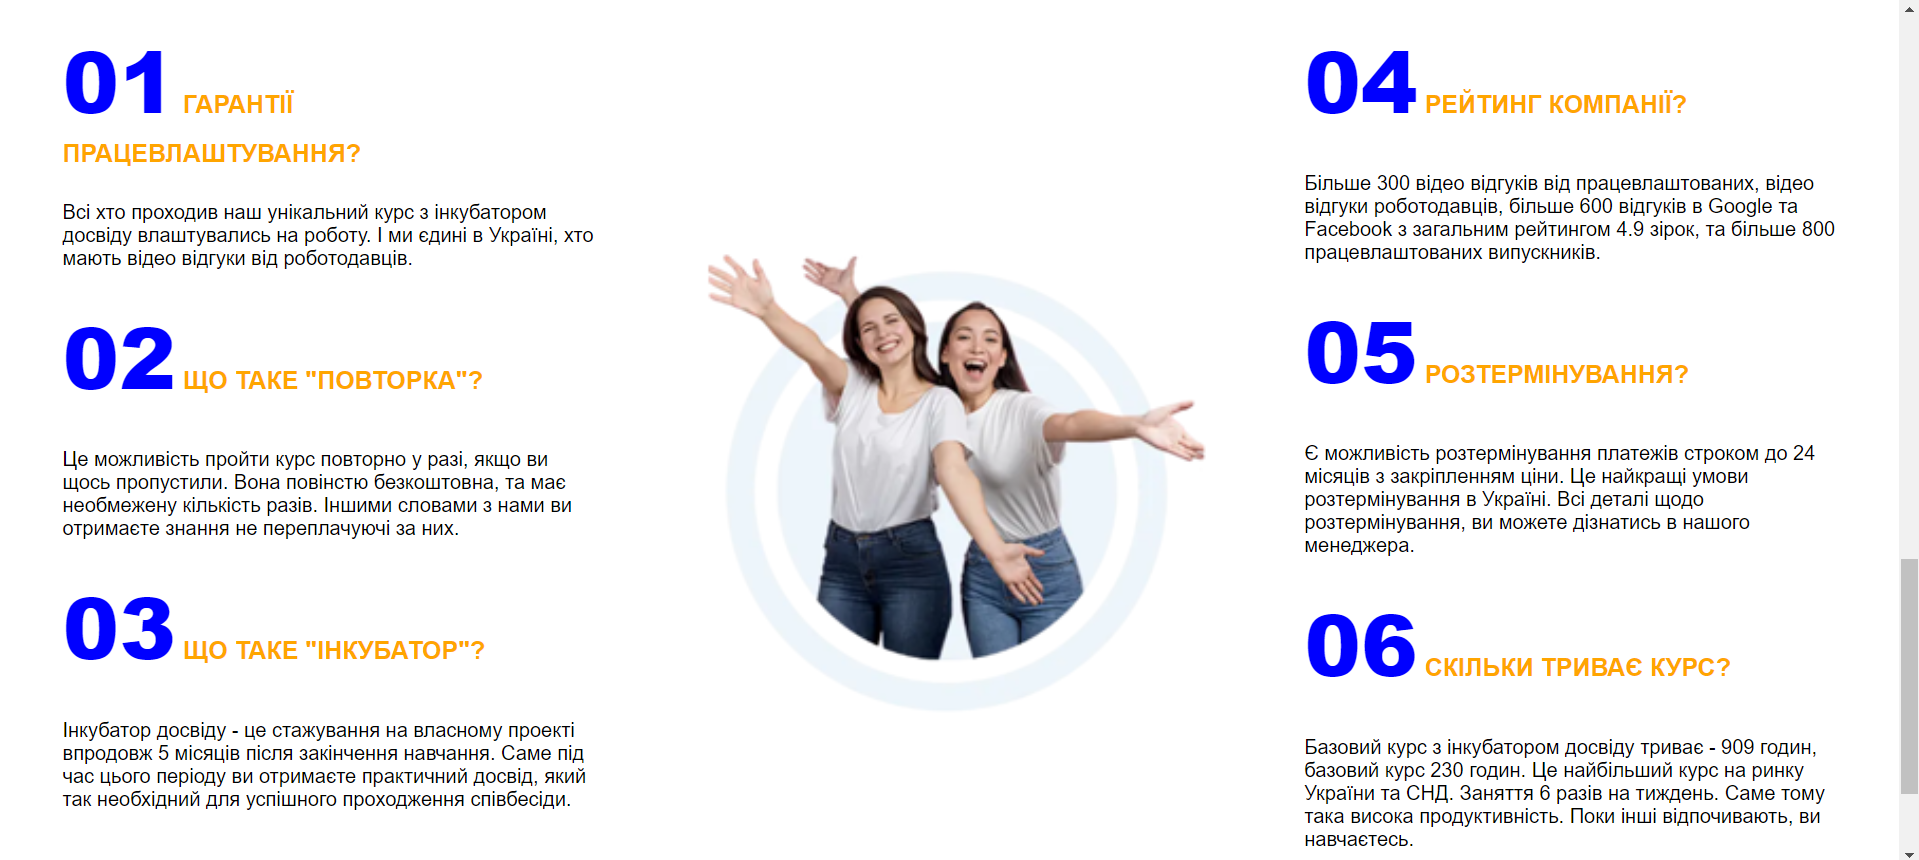 01 ГАРАНТІЇ
ПРАЦЕВЛАШТУВАННЯ?
Всі хто проходив наш унікальний курс з інкубатором
досвіду влаштувались на роботу. І ми єдині в Україні, хто
мають відео відгуки від роботодавців.
02 ЩО ТАКЕ "ПОВТОРКА"?
Це можливість пройти курс повторно у разі, якщо ви
щось пропустили. Вона повіністю безкоштовна, та має
необмежену кількість разів. Іншими словами з нами ви
отримаєте знання не переплачуючі за них.
03 ЩО ТАКЕ "ІНКУБАТОР"?
Інкубатор досвіду - це стажування на власному проекті
впродовж 5 місяців після закінчення навчання. Саме під
час цього періоду ви отримаєте практичний досвід, який
так необхідний для успішного проходження співбесіди.
04 РЕЙТИНГ КОМПАНІЇ?
Більше 300 відео відгуків від працевлаштованих, відео
відгуки роботодавців, більше 600 відгуків в Google та
Facebook з загальним рейтингом 4.9 зірок, та більше 800
працевлаштованих випускників.
05 РОЗТЕРМІНУВАННЯ?
Є можливість розтермінування платежів строком до 24
місяців з закріпленням ціни. Це найкращі умови
розтермінування в Україні. Всі деталі щодо
розтермінування, ви можете дізнатись в нашого
менеджера.
06 СКІЛЬКИ ТРИВАЄ КУРС?
Базовий курс з інкубатором досвіду триває - 909 годин,
базовий курс 230 годин. Це найбільший курс на ринку
України та СНД. Заняття 6 разів на тиждень. Саме тому
така висока продуктивність. Поки інші відпочивають, ви
навчаєтесь.